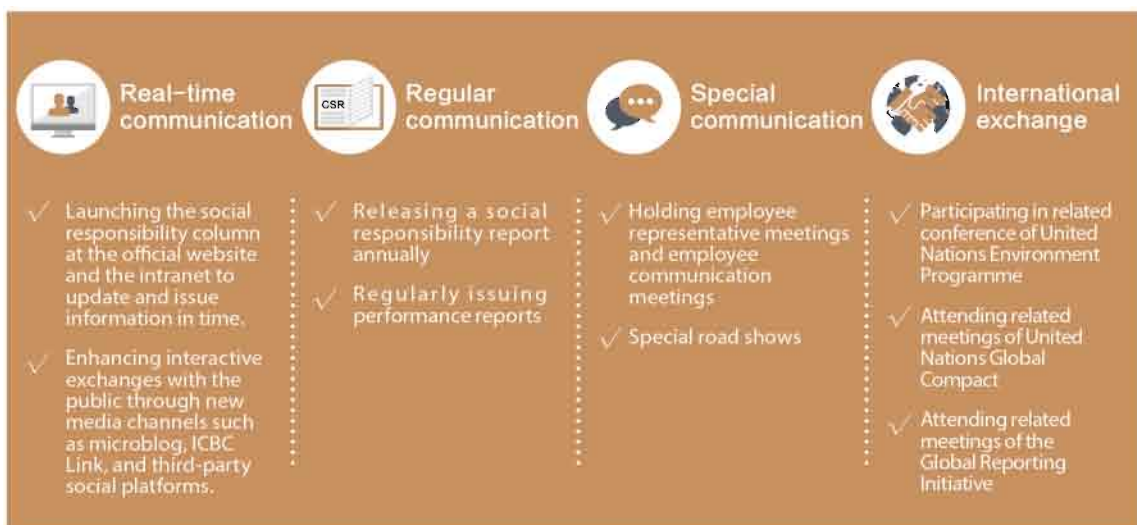 Real-time
communication
Launching the social
responsibility column
at the official website
and the intranet to
update and issue
information in time.
Enhancing interactive
exchanges with the
public through new
media channels such
as microblog, ICBC
Link, and third-party
social platforms.
CSR
Regular
communication
Releasing a social
responsibility report
annually
Regularly issuing
performance reports
Special
communication
Holding employee
representative meetings
and employee
communication
meetings
Special road shows
International
exchange
Participating in related
conference of United
Nations Environment
Programme
Attending related
meetings of United
Nations Global
Compact
Attending related
meetings of the
Global Reporting
Initiative